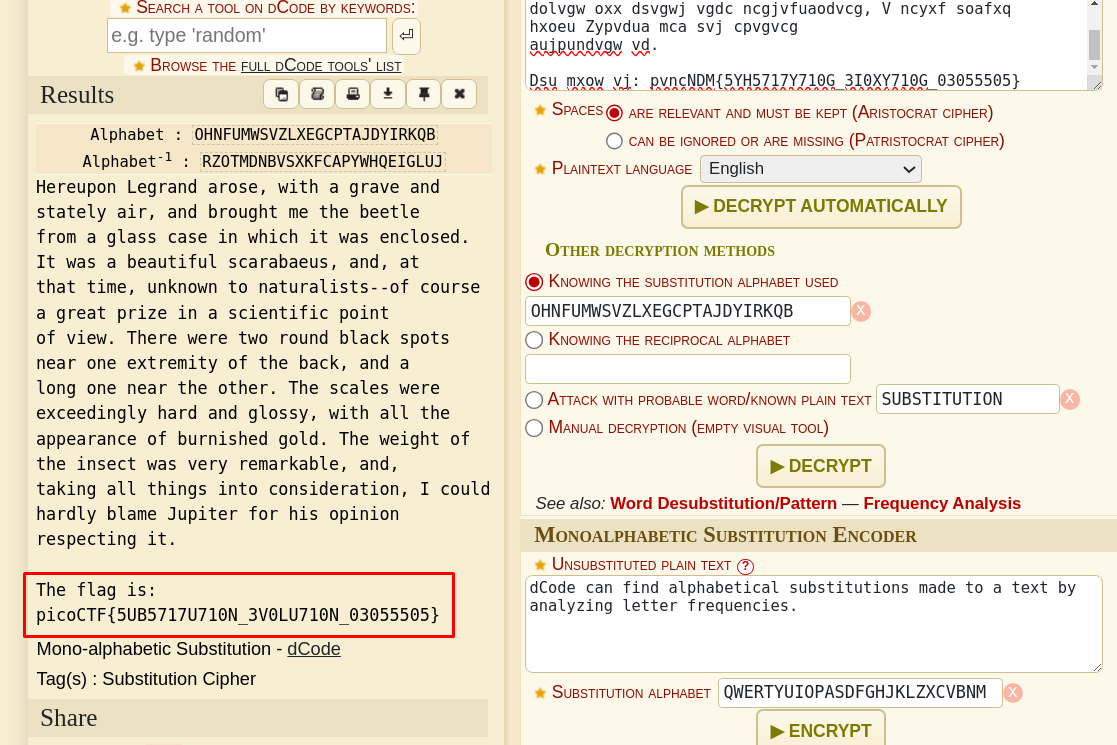 Search a tool on dCode by keywords:
e.g. type 'random'
Browse the full dCode tools' list
Results
Alphabet : OHNFUMWSVZLXEGCPTAJDYIRKQB
Alphabet-1 : RZOTMDNBVSXKFCAPYWHQEIGLUJ
Hereupon Legrand arose, with a grave and
stately air, and brought me the beetle
from a glass case in which it was enclosed.
It was a beautiful scarabaeus, and, at
that time, unknown to naturalists--of course
a great prize in a scientific point
of view. There were two round black spots
near one extremity of the back, and a
long one near the other. The scales were
exceedingly hard and glossy, with all the
appearance of burnished gold. The weight of
the insect was very remarkable, and,
taking all things into consideration, I could
hardly blame Jupiter for his opinion
respecting it.
The flag is:
picoCTF{5UB5717U710N_3V0LU710N_03055505}
Mono-alphabetic Substitution - dCode
Tag(s) : Substitution Cipher
Share
dolvgw oxx dsvgwj vgdc ncgjvfuaodvcg, V ncyxf soafxq
hxoeu Zypvdua mca svj cpvgvcg
aujpundvgw vd.
Dsu mxow vj: pvncNDM{5YH5717Y710G_3I0XY710G_03055505}
Spaces
are relevant and must be kept (Aristocrat cipher)
can be ignored or are missing (Patristocrat cipher)
Plaintext language English
▶ DECRYPT AUTOMATICALLY
Other decryption methods
Knowing the substitution alphabet used
OHNFUMWSVZLXEGCPTAJDYIRKQB X
Knowing the reciprocal alphabet
Attack with probable word/known plain text SUBSTITUTION X
Manual decryption (empty visual tool)
▶ DECRYPT
See also: Word Desubstitution/Pattern — Frequency Analysis
Monoalphabetic Substitution Encoder
Unsubstituted plain text ?
dCode can find alphabetical substitutions made to a text by
analyzing letter frequencies.
Substitution alphabet QWERTYUIOPASDFGHJKLZXCVBNM X
▶ ENCRYPT